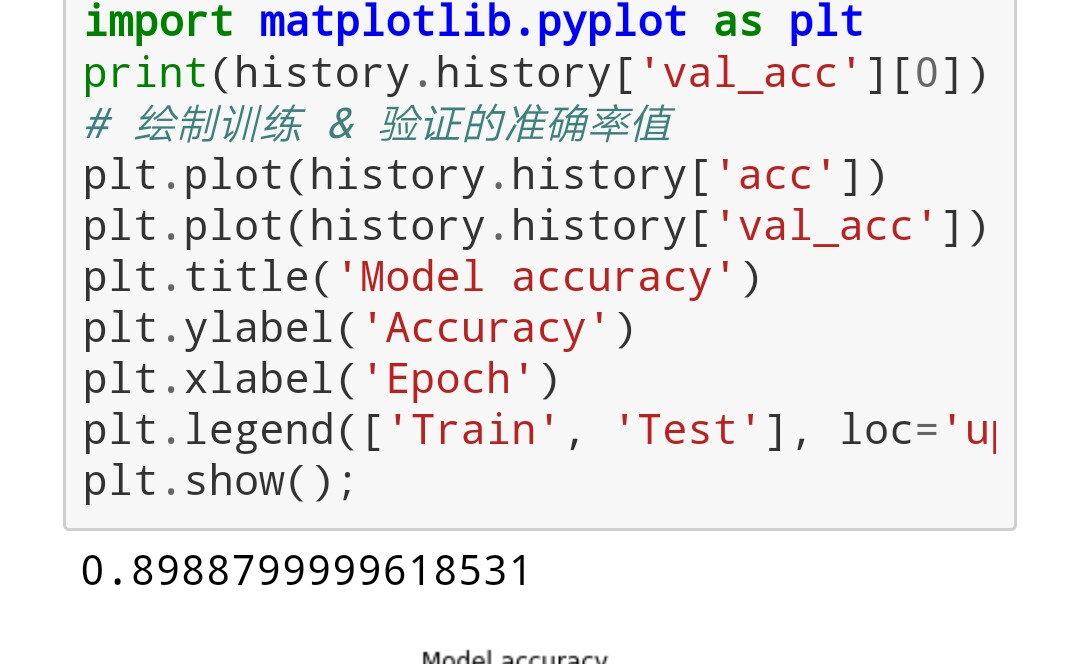 import matplotlib.pyplot as plt
print(history.history['val_acc'][0])
# 绘制训练 & 验证的准确率值
plt.plot(history.history['acc'])
plt.plot(history.history['val_acc'])
plt.title('Model accuracy')
plt.ylabel('Accuracy')
plt.xlabel('Epoch')
plt.legend(['Train', 'Test'], loc='u
plt.show();
0.8988799999618531
Model accuracy